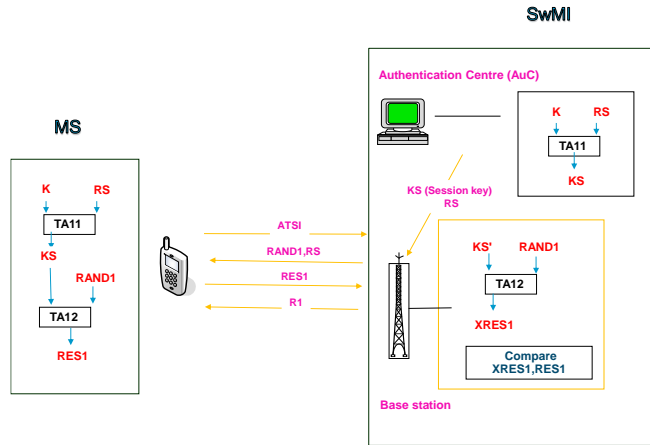 SwMI
Authentication Centre (AuC)
K RS
TA11
KS
KS (Session key)
RS
MS
K RS
TA11
KS
RAND1
TA12
RES1
ATSI
RAND1,RS
RES1
R1
KS' RAND1
TA12
XRES1
Compare
XRES1,RES1
Base station